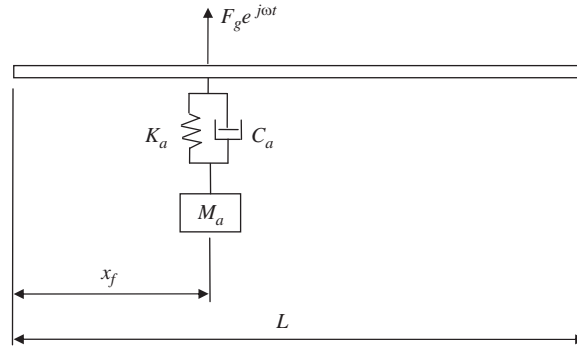 F_g e^{jωt}
K_a
C_a
M_a
x_f
L